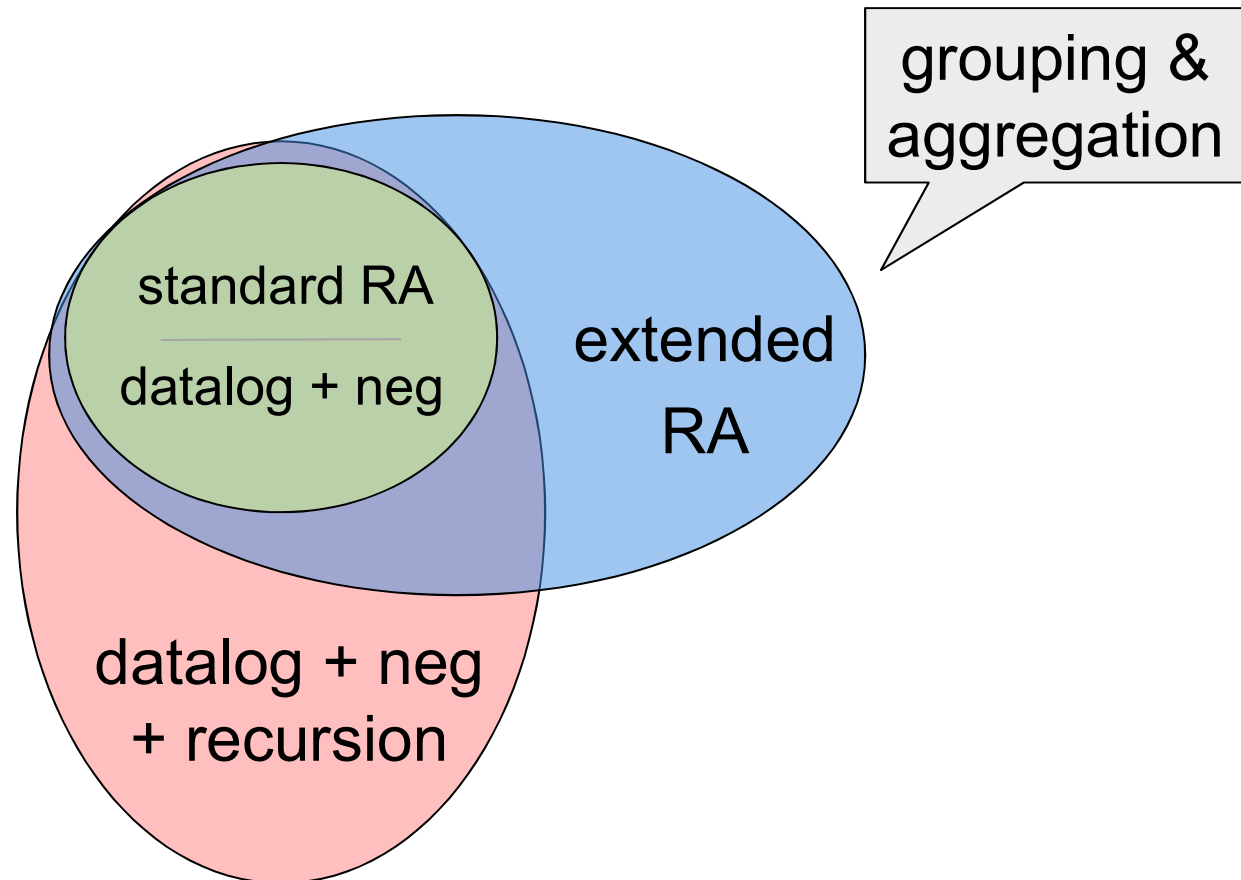 grouping &
aggregation
standard RA
datalog + neg
extended
RA
datalog + neg
+ recursion